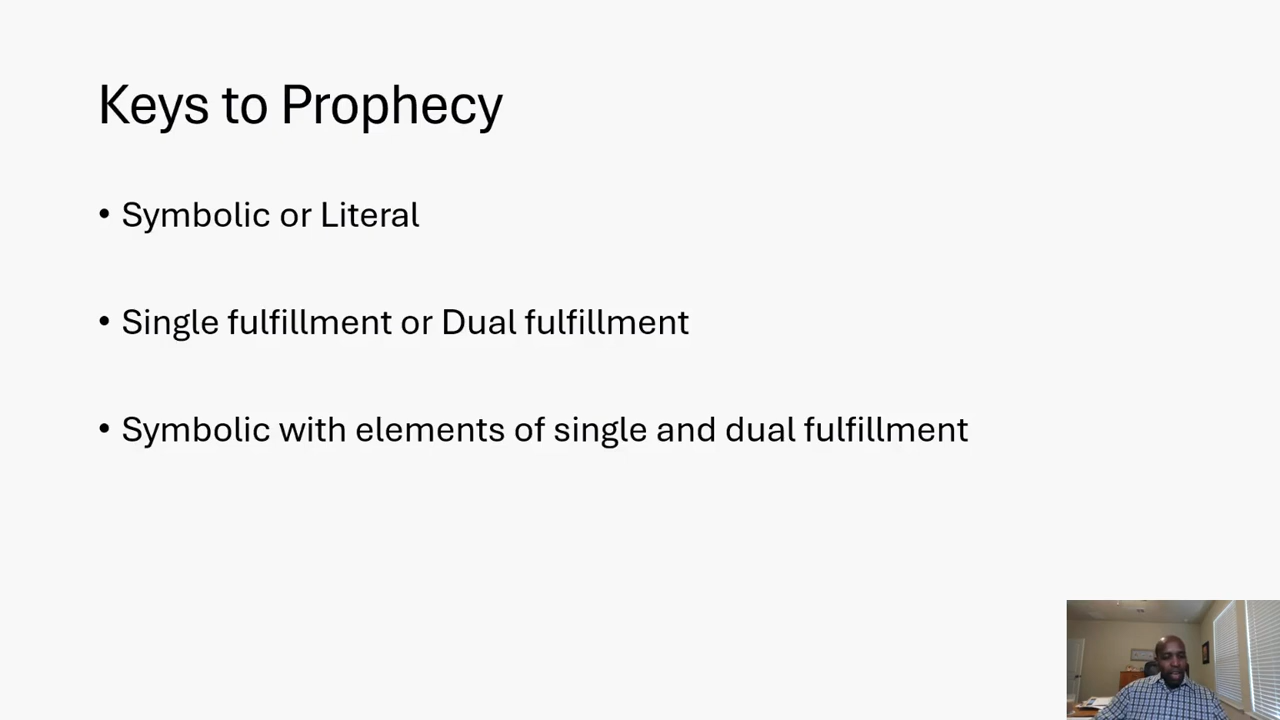 Keys to Prophecy
• Symbolic or Literal
• Single fulfillment or Dual fulfillment
• Symbolic with elements of single and dual fulfillment